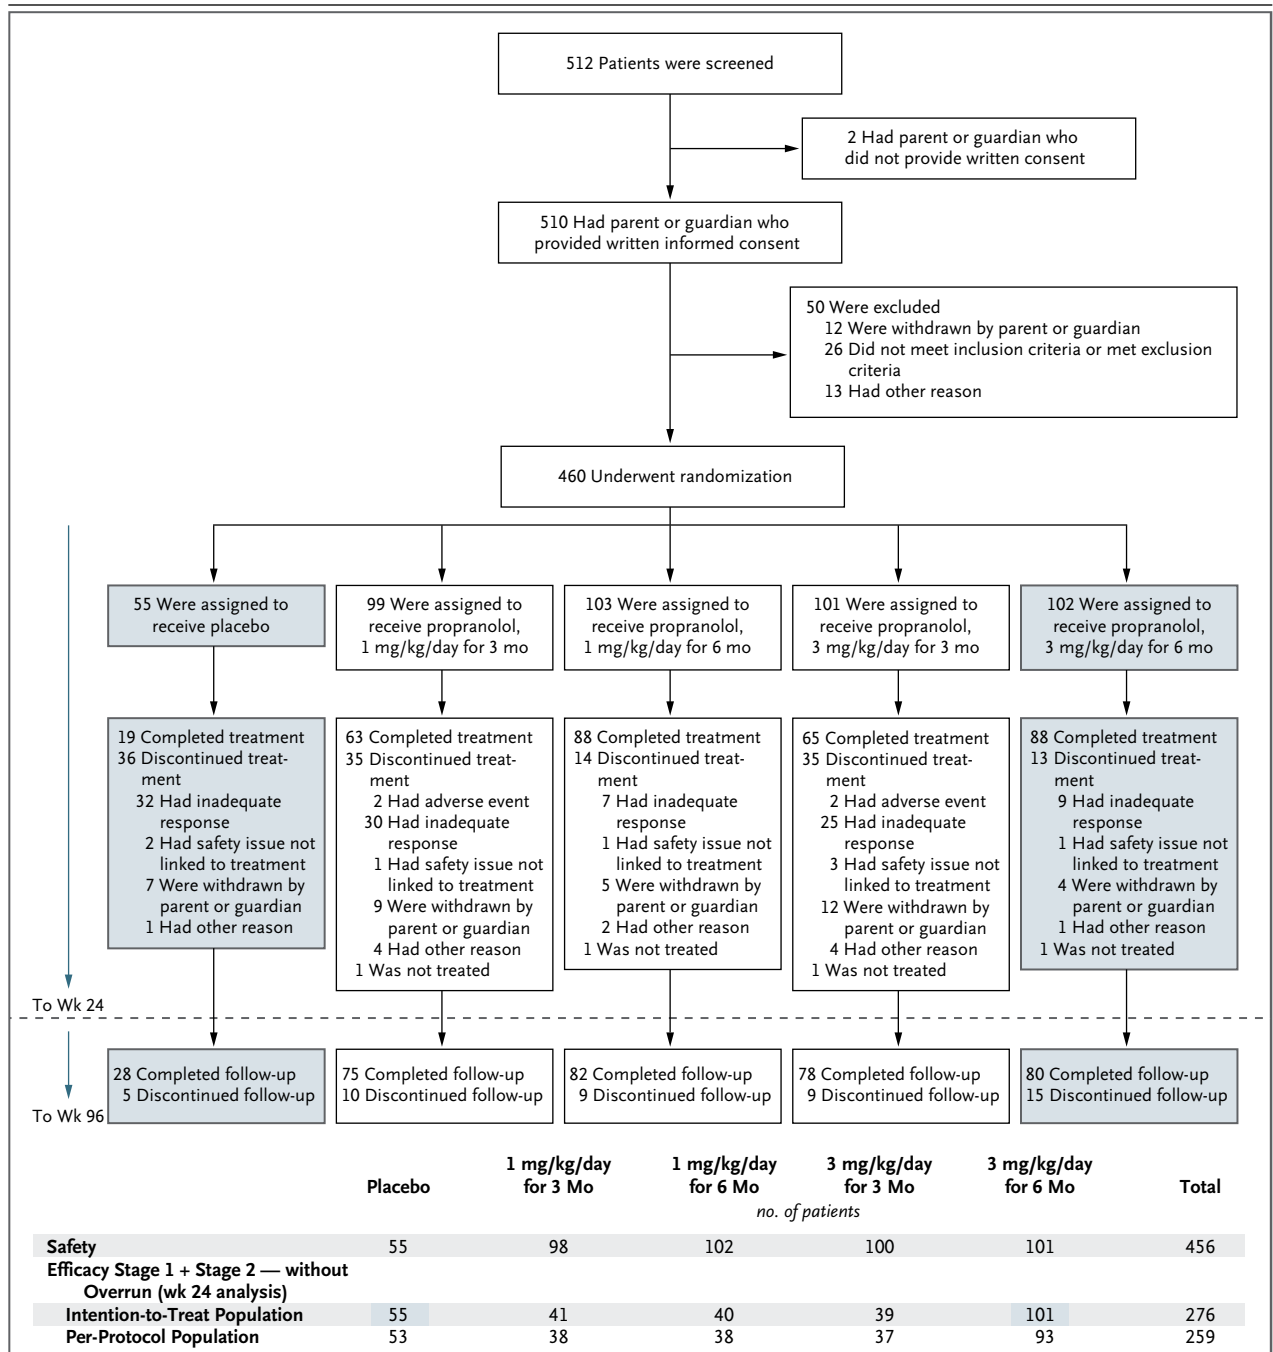 512 Patients were screened
2 Had parent or guardian who
did not provide written consent
510 Had parent or guardian who
provided written informed consent
50 Were excluded
12 Were withdrawn by parent or guardian
26 Did not meet inclusion criteria or met exclusion
criteria
13 Had other reason
460 Underwent randomization
55 Were assigned to
receive placebo
99 Were assigned to
receive propranolol,
1 mg/kg/day for 3 mo
103 Were assigned to
receive propranolol,
1 mg/kg/day for 6 mo
101 Were assigned to
receive propranolol,
3 mg/kg/day for 3 mo
102 Were assigned to
receive propranolol,
3 mg/kg/day for 6 mo
19 Completed treatment
36 Discontinued treat-
ment
32 Had inadequate
response
2 Had safety issue not
linked to treatment
7 Were withdrawn by
parent or guardian
1 Had other reason
63 Completed treatment
35 Discontinued treat-
ment
2 Had adverse event
30 Had inadequate
response
1 Had safety issue not
linked to treatment
9 Were withdrawn by
parent or guardian
4 Had other reason
1 Was not treated
88 Completed treatment
14 Discontinued treat-
ment
7 Had inadequate
response
1 Had safety issue not
linked to treatment
5 Were withdrawn by
parent or guardian
2 Had other reason
1 Was not treated
65 Completed treatment
35 Discontinued treat-
ment
2 Had adverse event
25 Had inadequate
response
3 Had safety issue not
linked to treatment
12 Were withdrawn by
parent or guardian
4 Had other reason
1 Was not treated
88 Completed treatment
13 Discontinued treat-
ment
9 Had inadequate
response
1 Had safety issue not
linked to treatment
4 Were withdrawn by
parent or guardian
1 Had other reason
1 Was not treated
To Wk 24
28 Completed follow-up
5 Discontinued follow-up
75 Completed follow-up
10 Discontinued follow-up
82 Completed follow-up
9 Discontinued follow-up
78 Completed follow-up
9 Discontinued follow-up
80 Completed follow-up
15 Discontinued follow-up
To Wk 96
Placebo 1 mg/kg/day for 3 Mo 1 mg/kg/day for 6 Mo 3 mg/kg/day for 3 Mo 3 mg/kg/day for 6 Mo Total
no. of patients
Safety 55 98 102 100 101 456
Efficacy Stage 1 + Stage 2 — without
Overrun (wk 24 analysis)
Intention-to-Treat Population 55 41 40 39 101 276
Per-Protocol Population 53 38 38 37 93 259